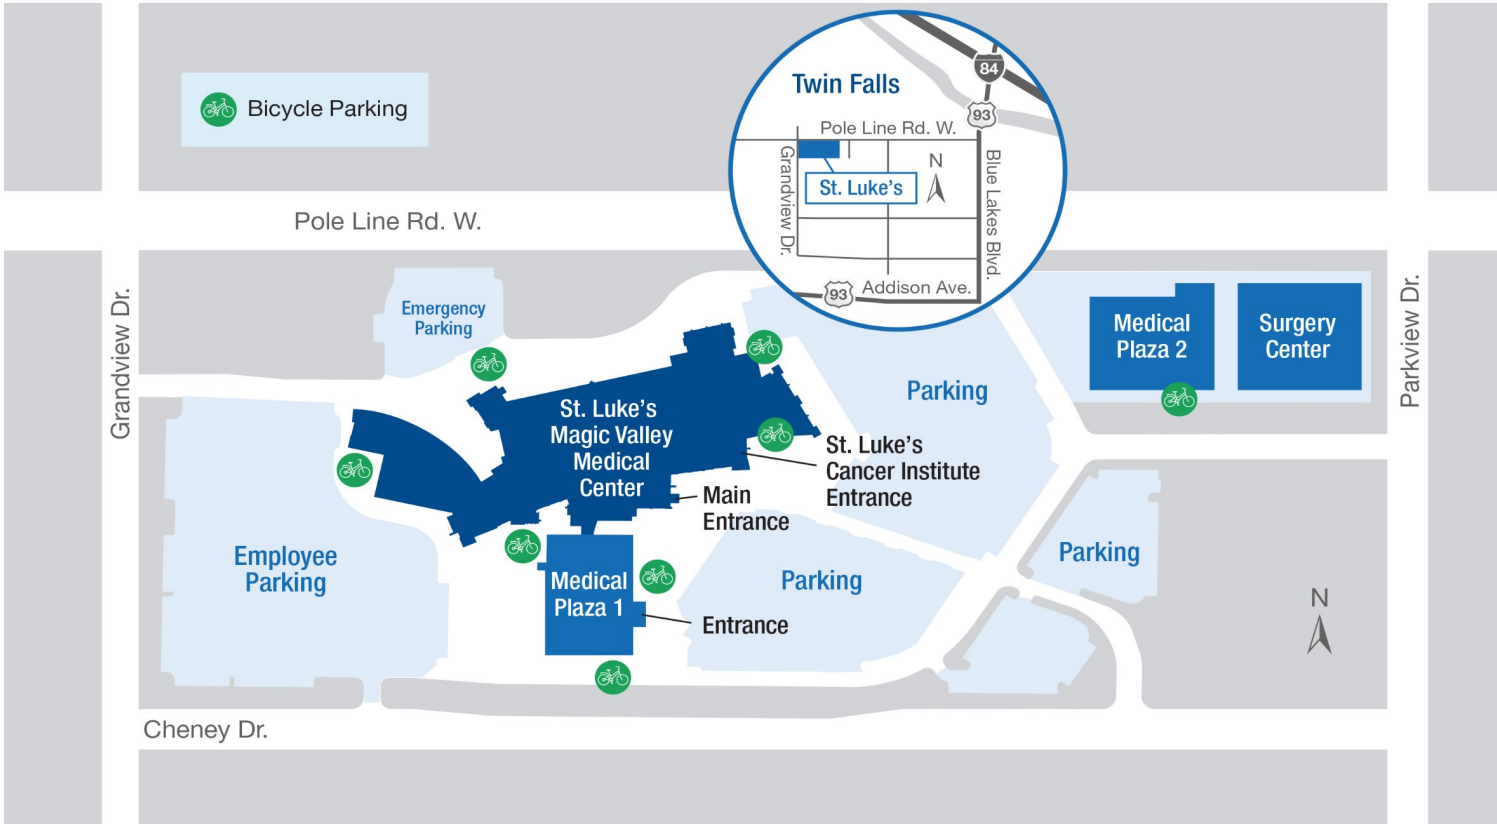 Bicycle Parking
Twin Falls
84
93
Pole Line Rd. W.
N
Grandview Dr.
St. Luke's
Blue Lakes Blvd.
93
Addison Ave.
Pole Line Rd. W.
Grandview Dr.
Parkview Dr.
Emergency
Parking
Medical
Plaza 2
Surgery
Center
Parking
St. Luke's
Magic Valley
Medical
Center
St. Luke's
Cancer Institute
Entrance
Main
Entrance
Employee
Parking
Medical
Plaza 1
Parking
Parking
Entrance
N
Cheney Dr.